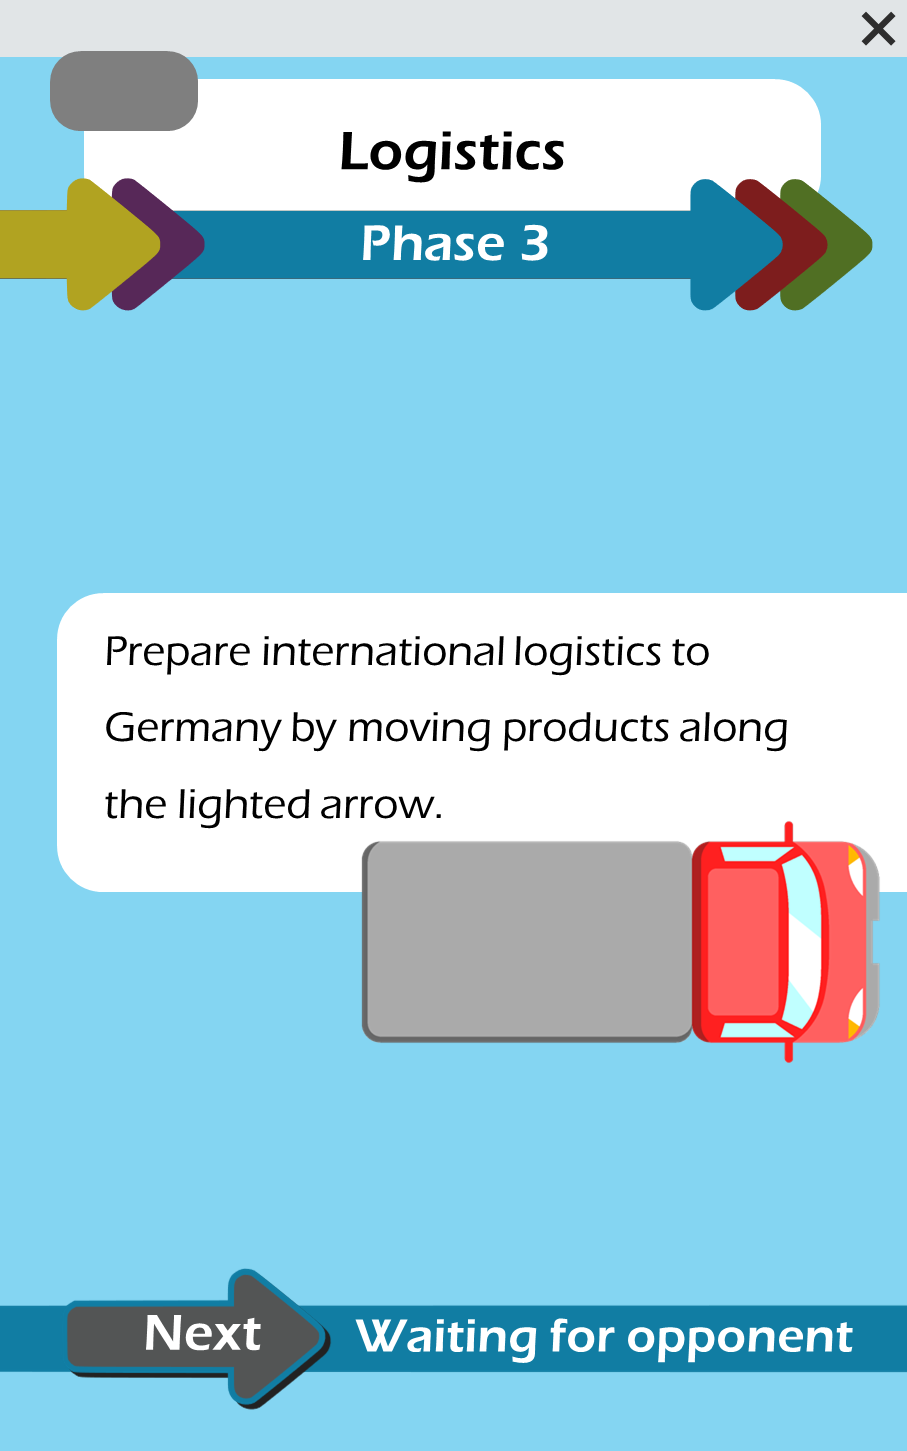 Logistics
Phase 3
Prepare international logistics to
Germany by moving products along
the lighted arrow.
Next
Waiting for opponent